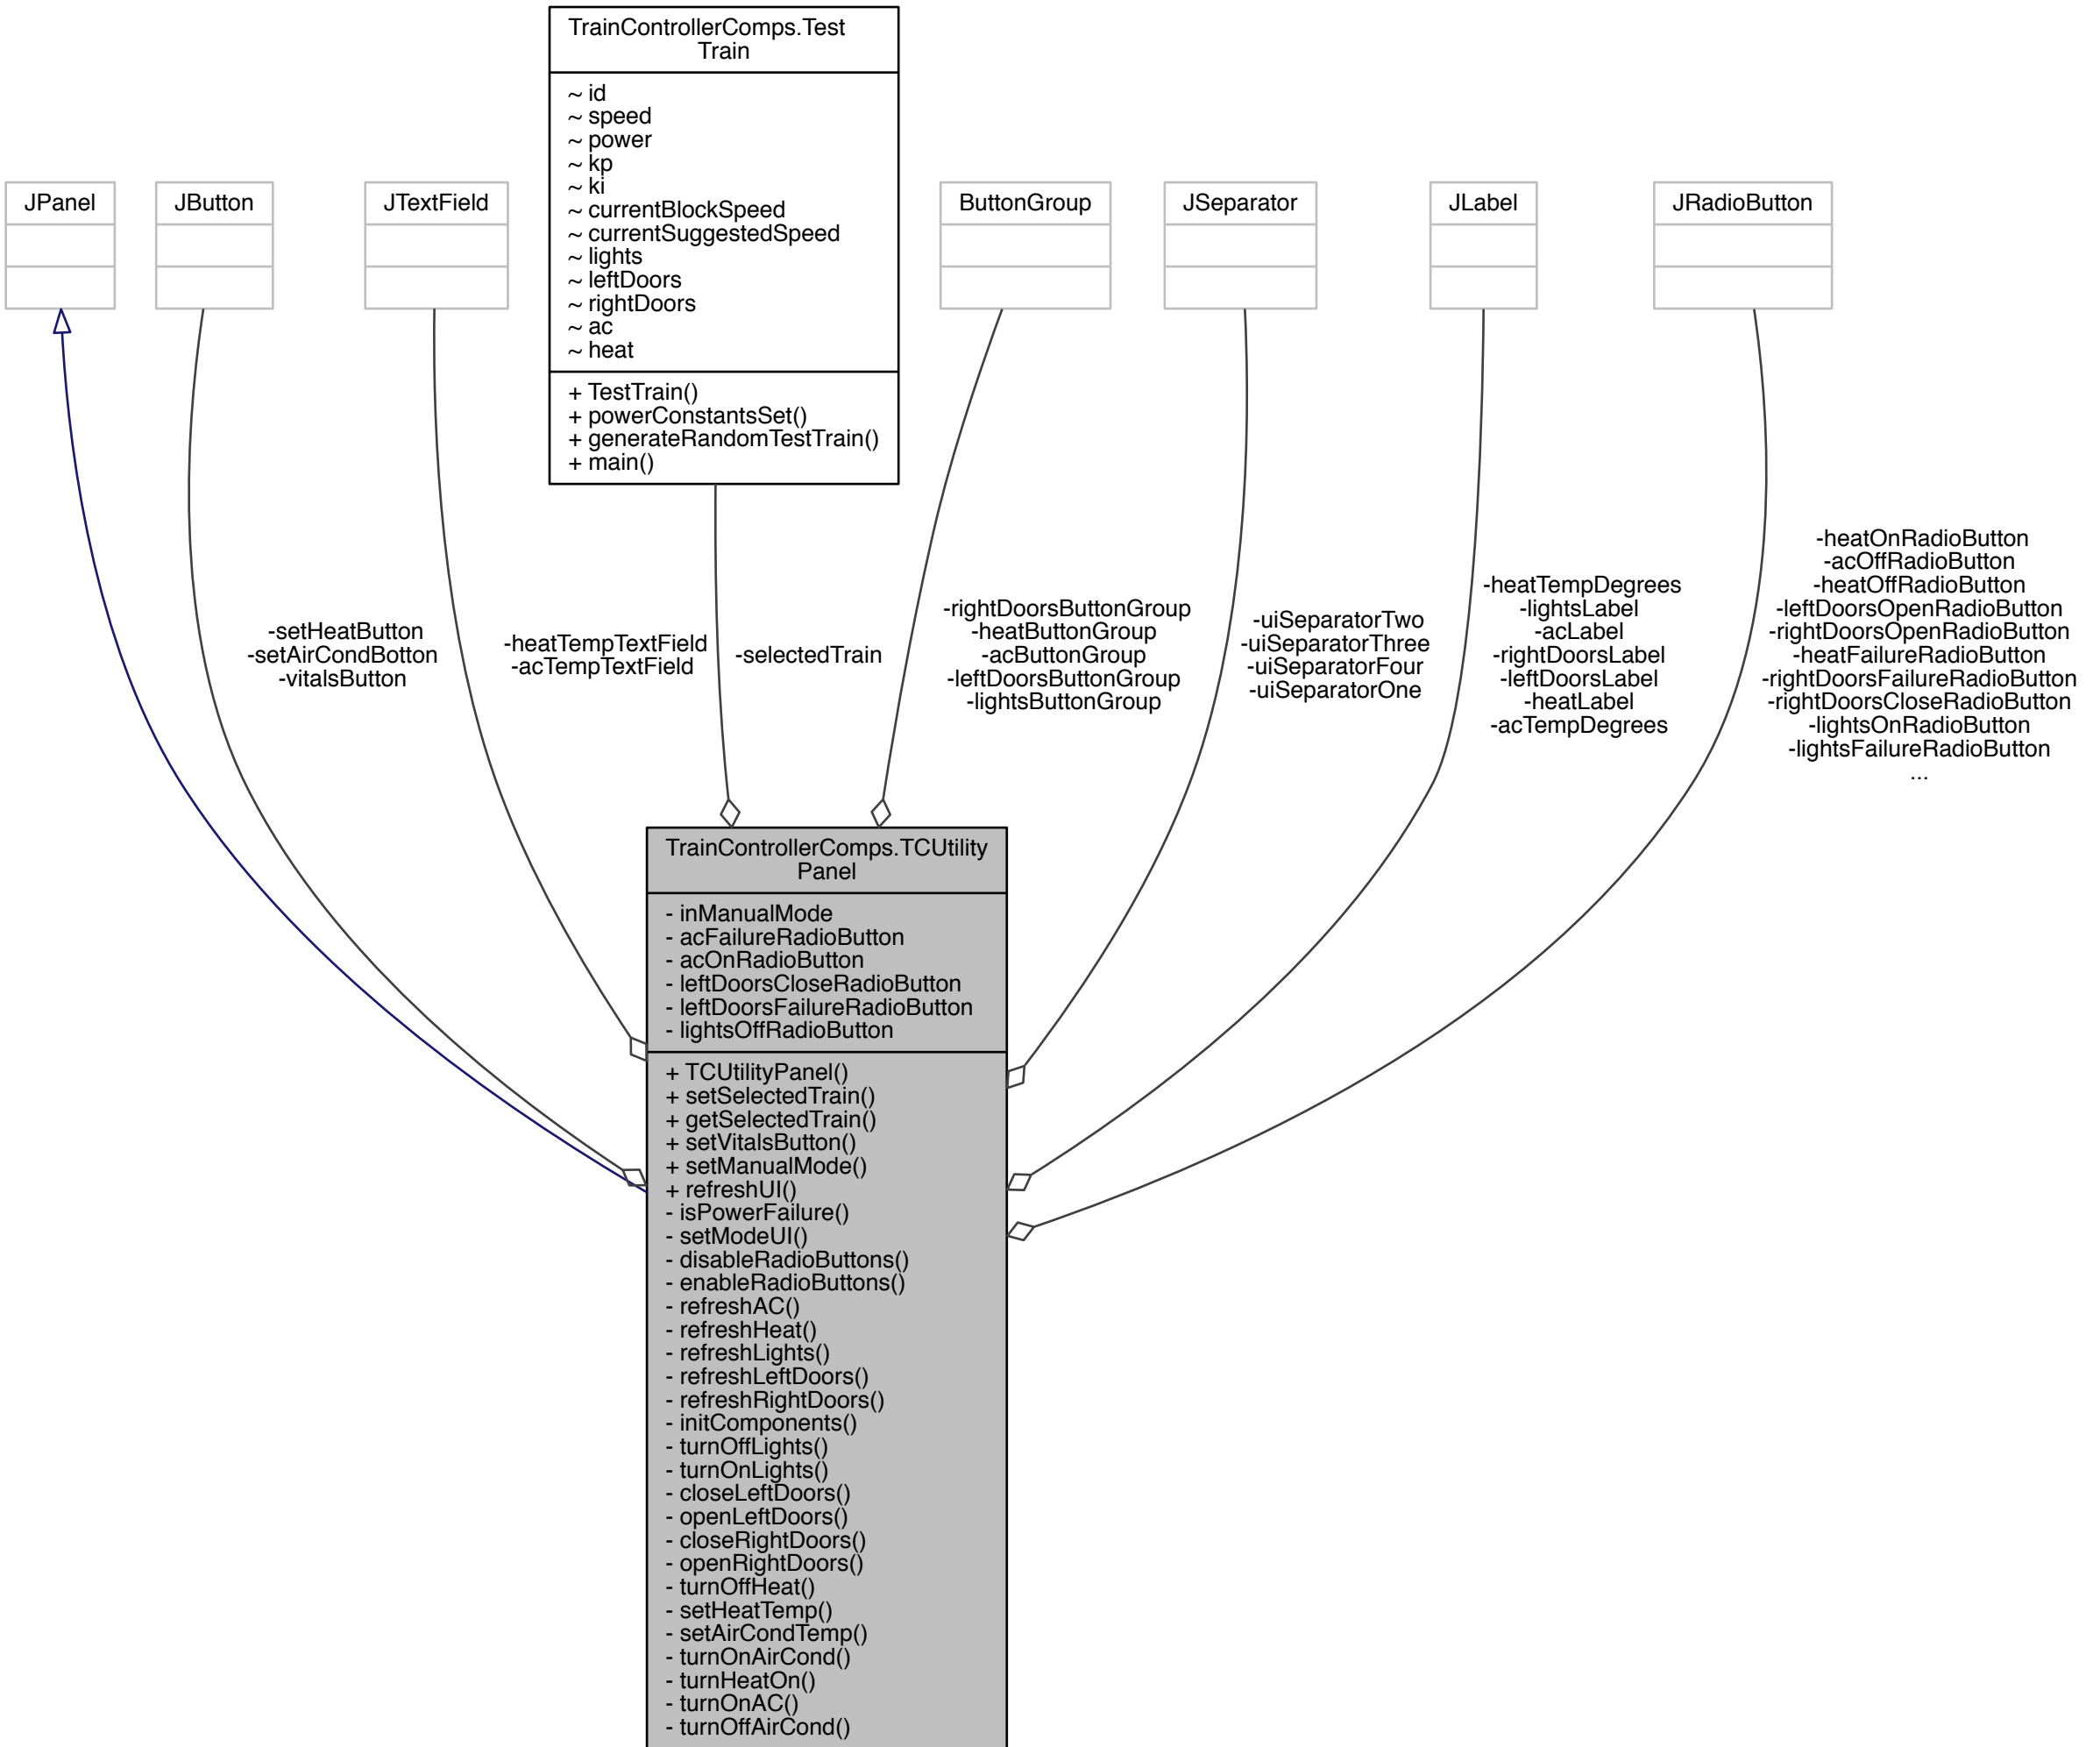 TrainControllerComps.Test
Train
~ id
~ speed
~ power
~ kp
~ ki
~ currentBlockSpeed
~ currentSuggestedSpeed
~ lights
~ leftDoors
~ rightDoors
~ ac
~ heat
+ TestTrain()
+ powerConstantsSet()
+ generateRandomTestTrain()
+ main()
JPanel
JButton
JTextField
ButtonGroup
JSeparator
JLabel
JRadioButton
-setHeatButton
-setAirCondBotton
-vitalsButton
-heatTempTextField
-acTempTextField
-selectedTrain
-rightDoorsButtonGroup
-heatButtonGroup
-acButtonGroup
-leftDoorsButtonGroup
-lightsButtonGroup
-uiSeparatorTwo
-uiSeparatorThree
-uiSeparatorFour
-uiSeparatorOne
-heatTempDegrees
-lightsLabel
-acLabel
-rightDoorsLabel
-leftDoorsLabel
-heatLabel
-acTempDegrees
-heatOnRadioButton
-acOffRadioButton
-heatOffRadioButton
-leftDoorsOpenRadioButton
-rightDoorsOpenRadioButton
-heatFailureRadioButton
-rightDoorsFailureRadioButton
-rightDoorsCloseRadioButton
-lightsOnRadioButton
-lightsFailureRadioButton
...
TrainControllerComps.TCUtility
Panel
- inManualMode
- acFailureRadioButton
- acOnRadioButton
- leftDoorsCloseRadioButton
- leftDoorsFailureRadioButton
- lightsOffRadioButton
+ TCUtilityPanel()
+ setSelectedTrain()
+ getSelectedTrain()
+ setVitalsButton()
+ setManualMode()
+ refreshUI()
- isPowerFailure()
- setModeUI()
- disableRadioButtons()
- enableRadioButtons()
- refreshAC()
- refreshHeat()
- refreshLights()
- refreshLeftDoors()
- refreshRightDoors()
- initComponents()
- turnOffLights()
- turnOnLights()
- closeLeftDoors()
- openLeftDoors()
- closeRightDoors()
- openRightDoors()
- turnOffHeat()
- setHeatTemp()
- setAirCondTemp()
- turnOnAirCond()
- turnHeatOn()
- turnOnAC()
- turnOffAirCond()